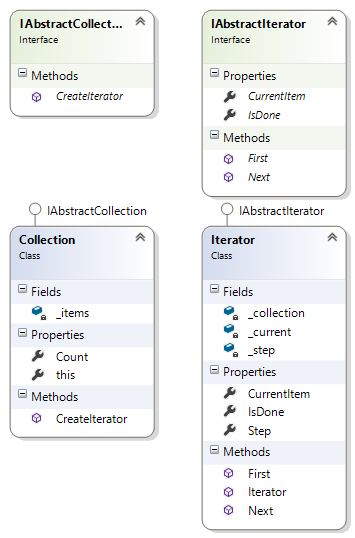 IAbstractCollect...
Interface
Methods
CreateIterator
IAbstractIterator
Interface
Properties
CurrentItem
IsDone
Methods
First
Next
IAbstractCollection
Collection
Class
Fields
_items
Properties
Count
this
Methods
CreateIterator
IAbstractIterator
Iterator
Class
Fields
_collection
_current
_step
Properties
CurrentItem
IsDone
Step
Methods
First
Iterator
Next